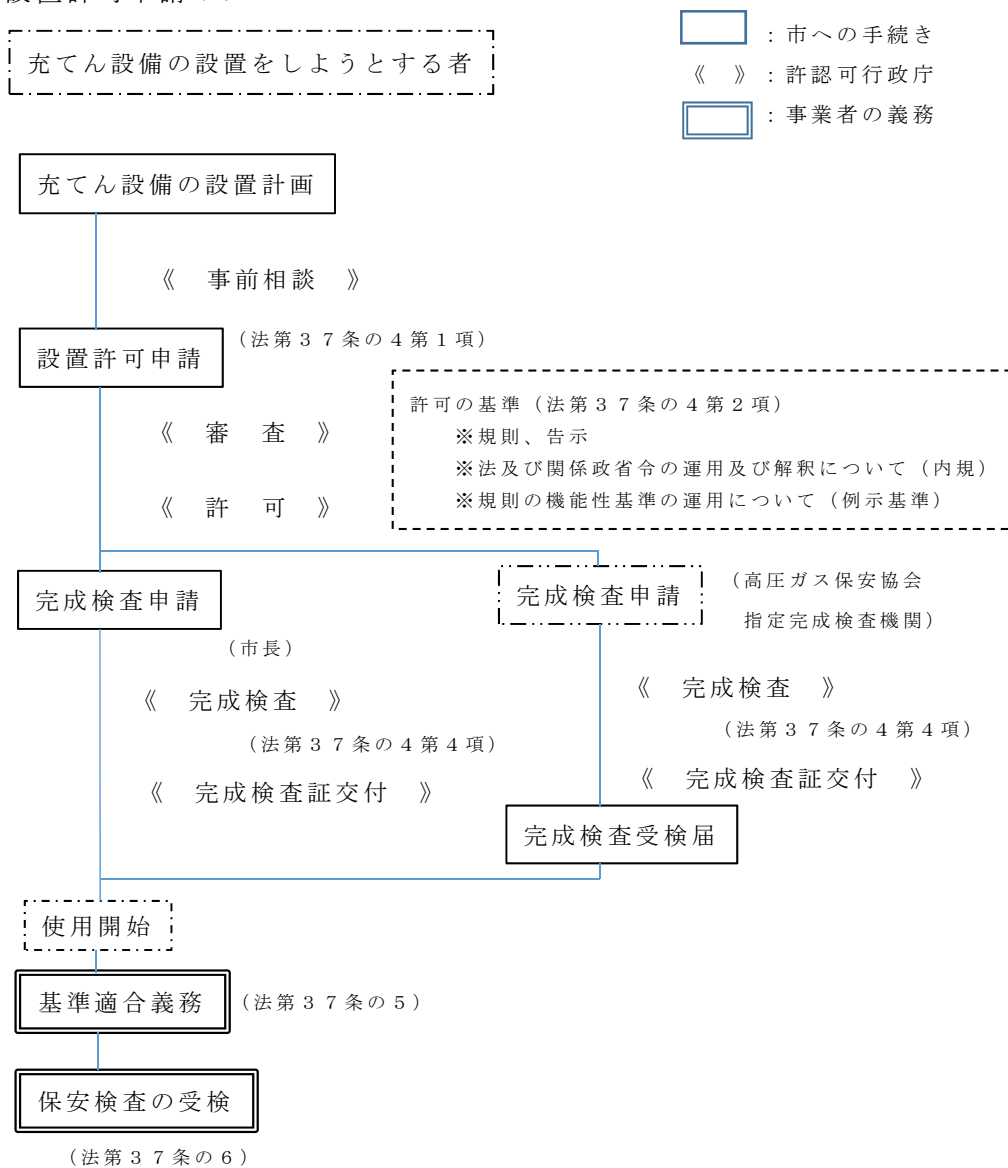 設置許可申請
充てん設備の設置をしようとする者
：市への手続き
《　》：許認可行政庁
：事業者の義務
充てん設備の設置計画
《　事前相談　》
設置許可申請
（法第３７条の４第１項）
《　審　査　》
《　許　可　》
許可の基準（法第３７条の４第２項）
※規則、告示
※法及び関係政省令の運用及び解釈について（内規）
※規則の機能性基準の運用について（例示基準）
完成検査申請
（市長）
《　完成検査　》
（法第３７条の４第４項）
《　完成検査証交付　》
完成検査申請
（高圧ガス保安協会
指定完成検査機関）
《　完成検査　》
（法第３７条の４第４項）
《　完成検査証交付　》
完成検査受検届
使用開始
基準適合義務
（法第３７条の５）
保安検査の受検
（法第３７条の６）